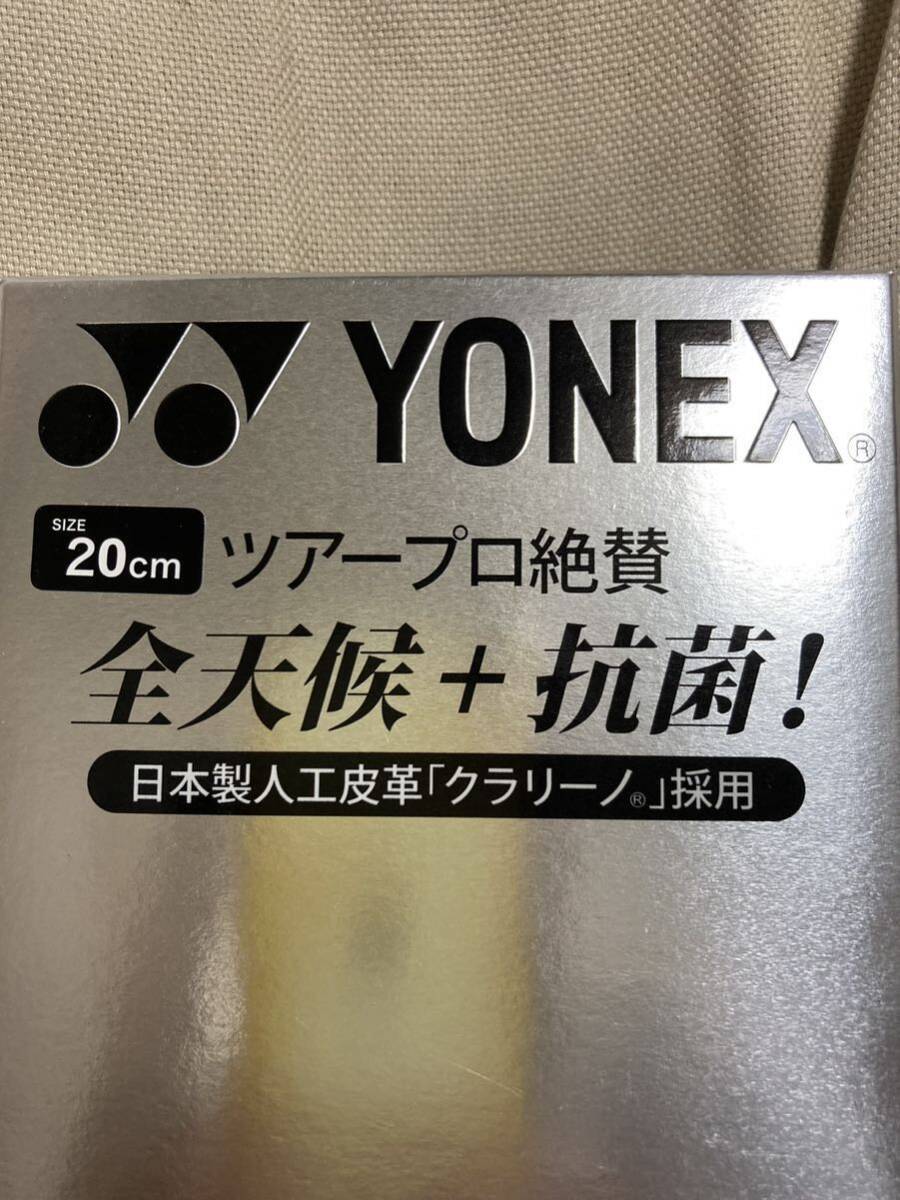 YONEX®
SIZE
20cm
ツアープロ絶賛
全天候+抗菌!
日本製人工皮革「クラリーノ®」採用